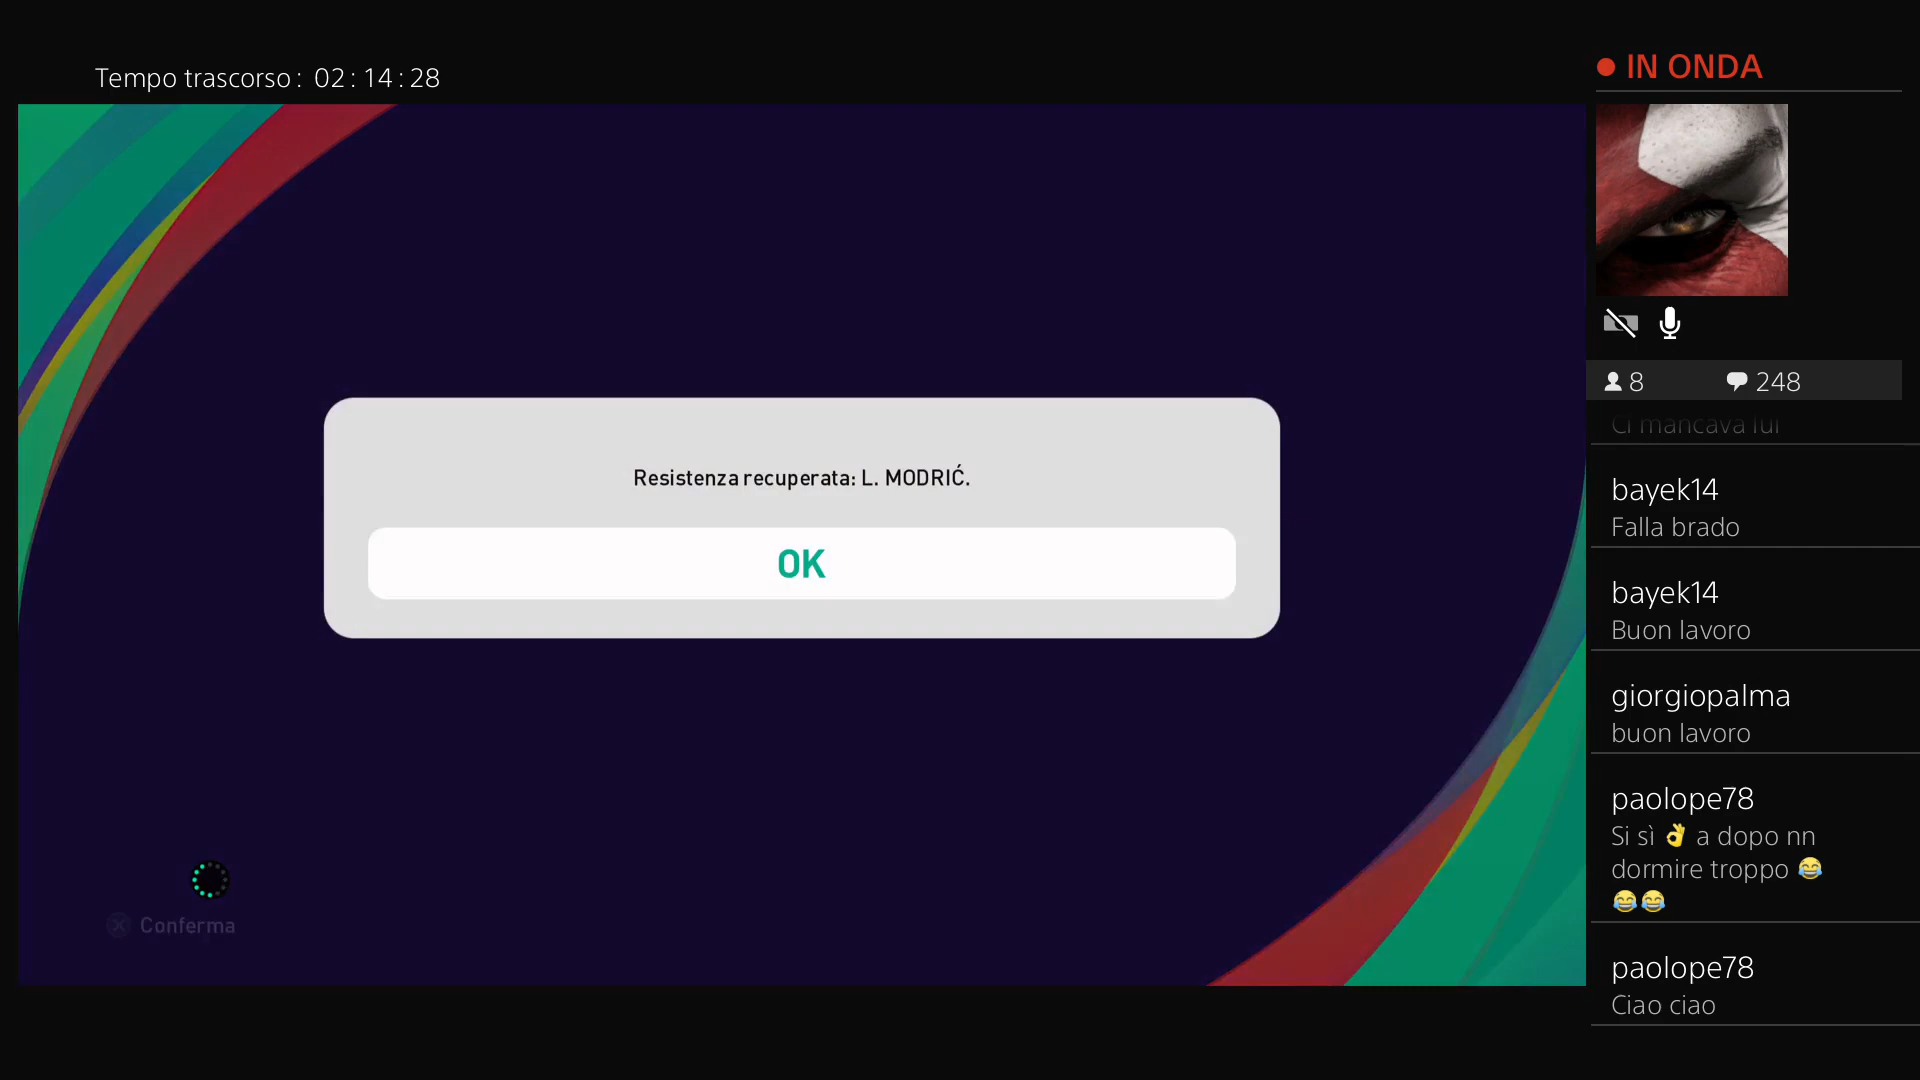 Tempo trascorso: 02:14:28
IN ONDA
8
248
Ci mancava lui
Resistenza recuperata: L. MODRIĆ.
OK
Conferma
bayek14
Falla brado
bayek14
Buon lavoro
giorgiopalma
buon lavoro
paolope78
Si sì 👌 a dopo nn
dormire troppo 😂
😂😂
paolope78
Ciao ciao